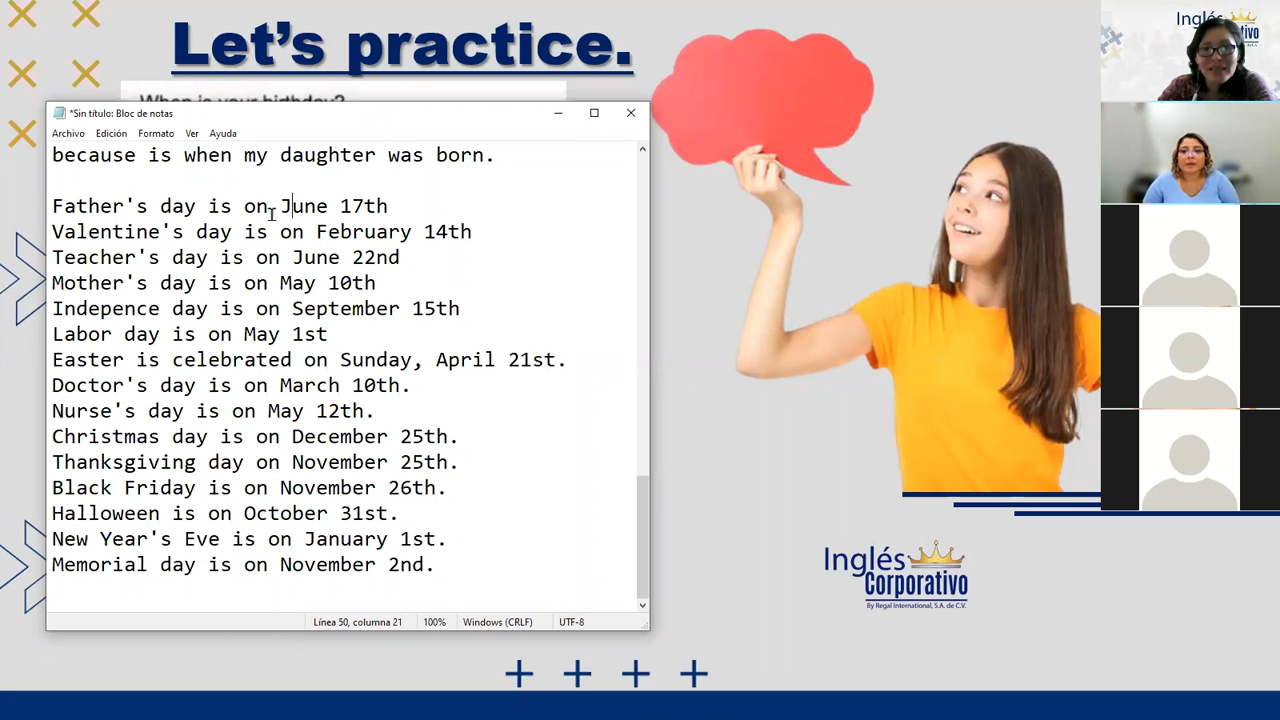 Let's practice.
When is your birthday?
*Sin título: Bloc de notas
Archivo Edición Formato Ver Ayuda
because is when my daughter was born.
Father's day is on June 17th
Valentine's day is on February 14th
Teacher's day is on June 22nd
Mother's day is on May 10th
Indepence day is on September 15th
Labor day is on May 1st
Easter is celebrated on Sunday, April 21st.
Doctor's day is on March 10th.
Nurse's day is on May 12th.
Christmas day is on December 25th.
Thanksgiving day on November 25th.
Black Friday is on November 26th.
Halloween is on October 31st.
New Year's Eve is on January 1st.
Memorial day is on November 2nd.
Línea 50, columna 21 100% Windows (CRLF) UTF-8
Inglés
Corporativo
By Regal International, S.A. de C.V.
Inglés